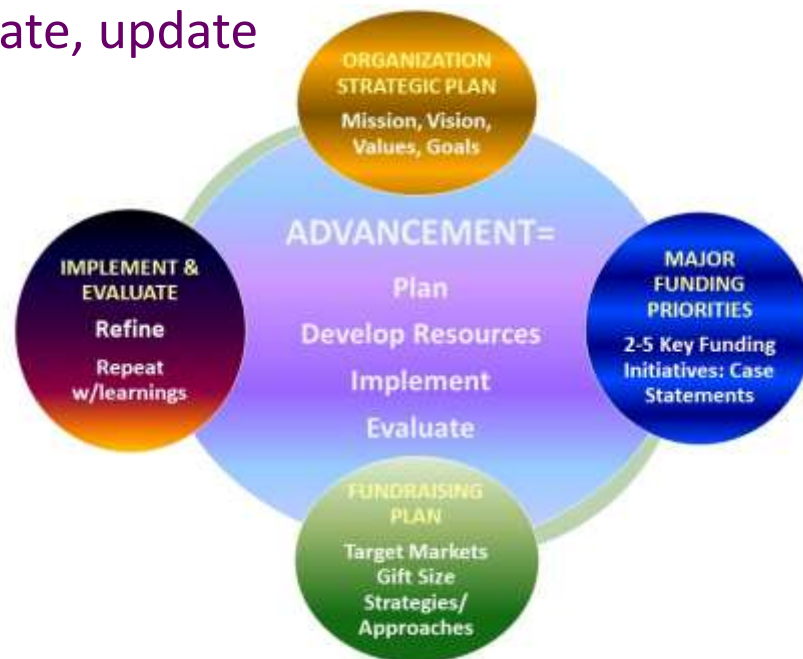 ate, update
ORGANIZATION
STRATEGIC PLAN
Mission, Vision,
Values, Goals
ADVANCEMENT=
Plan
Develop Resources
Implement
Evaluate
MAJOR
FUNDING
PRIORITIES
2-5 Key Funding
Initiatives: Case
Statements
FUNDRAISING
PLAN
Target Markets
Gift Size
Strategies/
Approaches
IMPLEMENT &
EVALUATE
Refine
Repeat
w/learnings